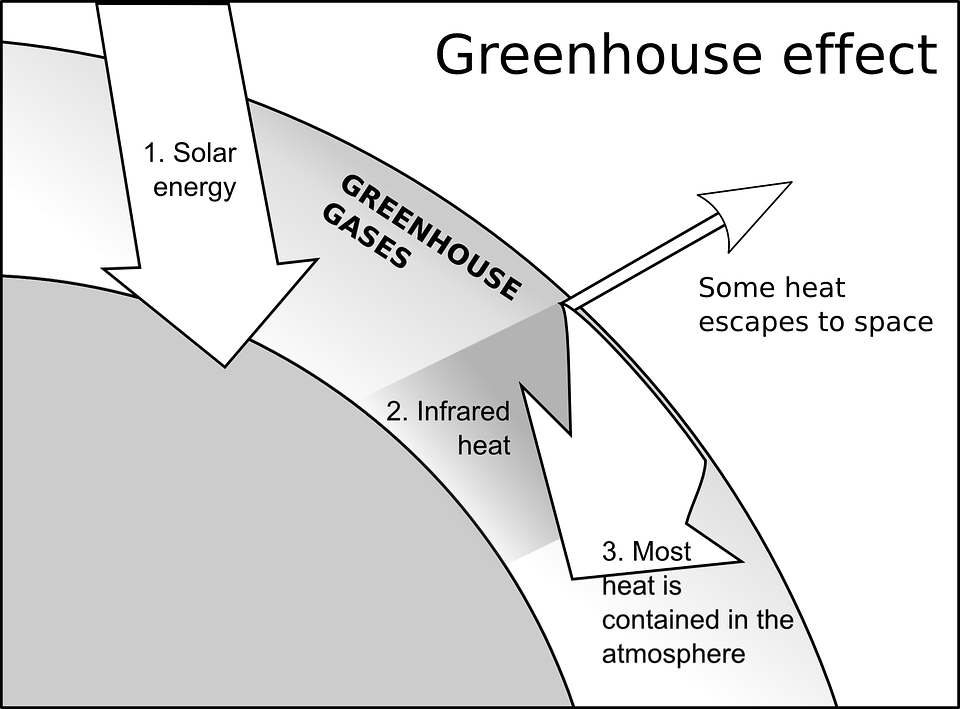 Greenhouse effect
1. Solar
energy
GREENHOUSE
GASES
Some heat
escapes to space
2. Infrared
heat
3. Most
heat is
contained in the
atmosphere